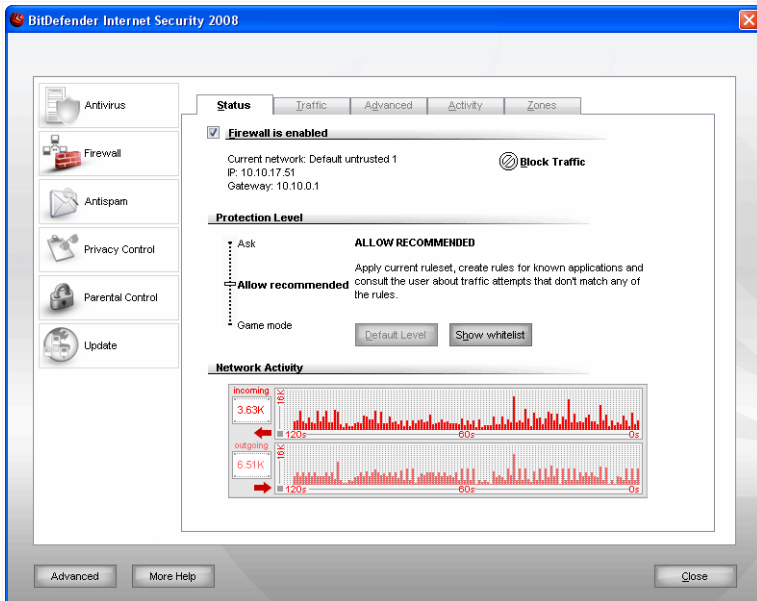 BitDefender Internet Security 2008
Antivirus
Firewall
Antispam
Privacy Control
Parental Control
Update
Status Traffic Advanced Activity Zones
Firewall is enabled
Current network: Default untrusted 1
IP: 10.10.17.51
Gateway: 10.10.0.1
Block Traffic
Protection Level
Ask
Allow recommended
Game mode
ALLOW RECOMMENDED
Apply current ruleset, create rules for known applications and
consult the user about traffic attempts that don't match any of
the rules.
Default Level Show whitelist
Network Activity
incoming
3.63K
16K
120s 60s 0s
outgoing
6.51K
16K
120s 60s 0s
Advanced More Help Close